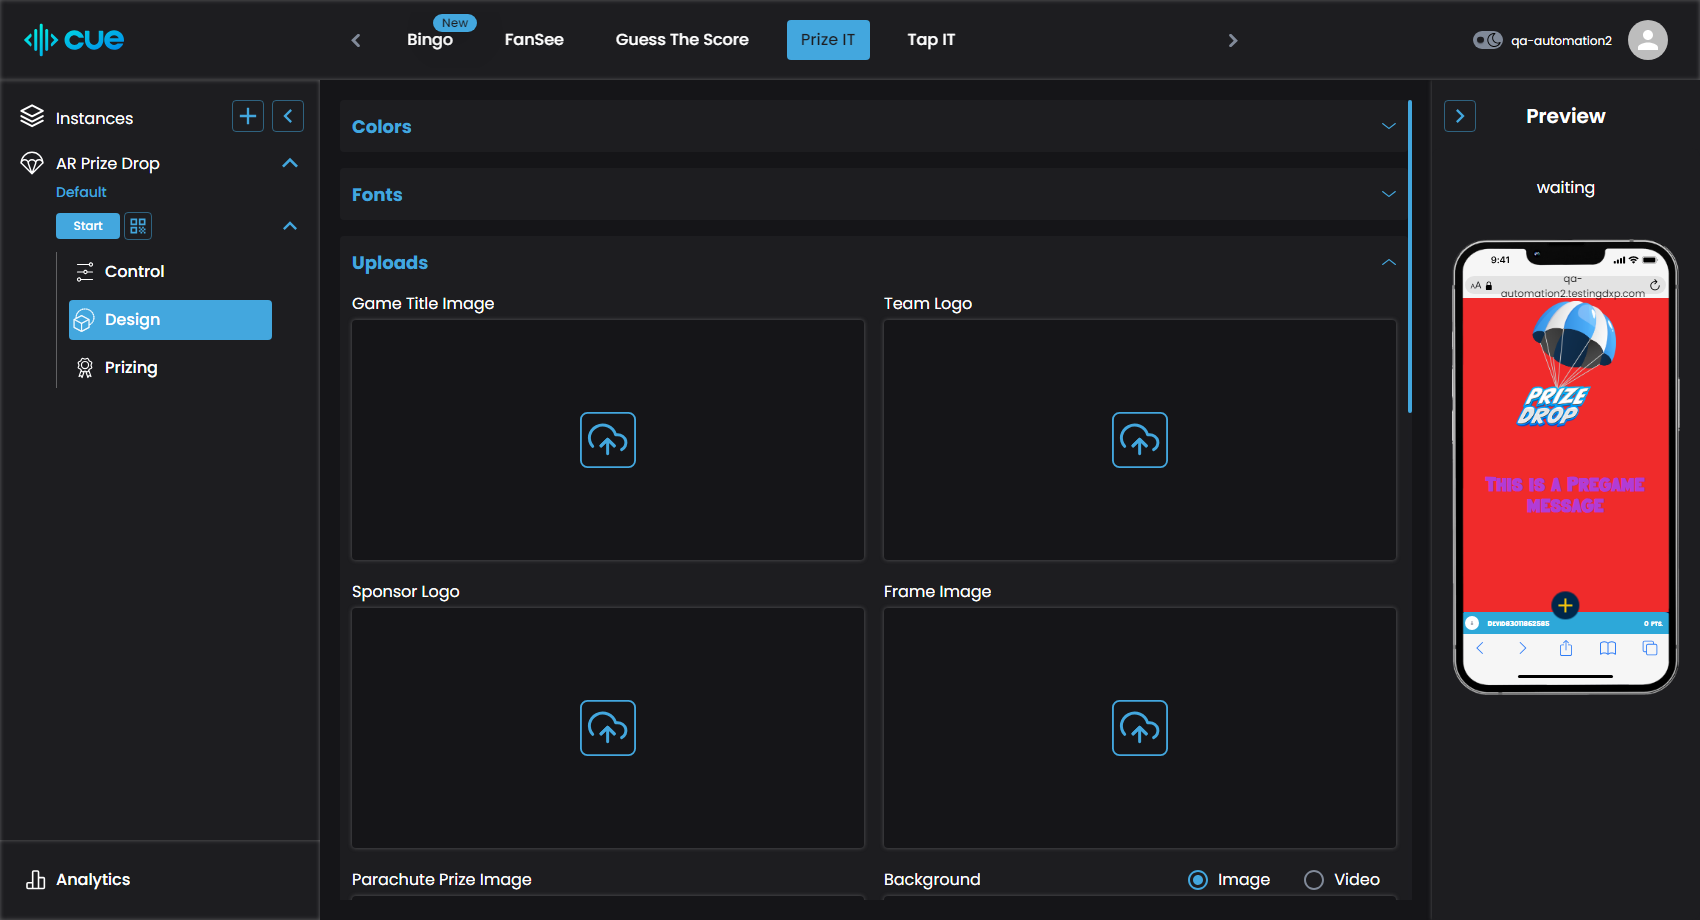 cue
New
Bingo
FanSee
Guess The Score
Prize IT
Tap IT
qa-automation2
Instances
AR Prize Drop
Default
Start
Control
Design
Prizing
Analytics
Colors
Fonts
Uploads
Game Title Image
Team Logo
Sponsor Logo
Frame Image
Parachute Prize Image
Background
Image
Video
Preview
waiting
9:41
AA
qa-
automation2.testingdxp.com
PRIZE
DROP
This is a Pregame
message
0 PTS.